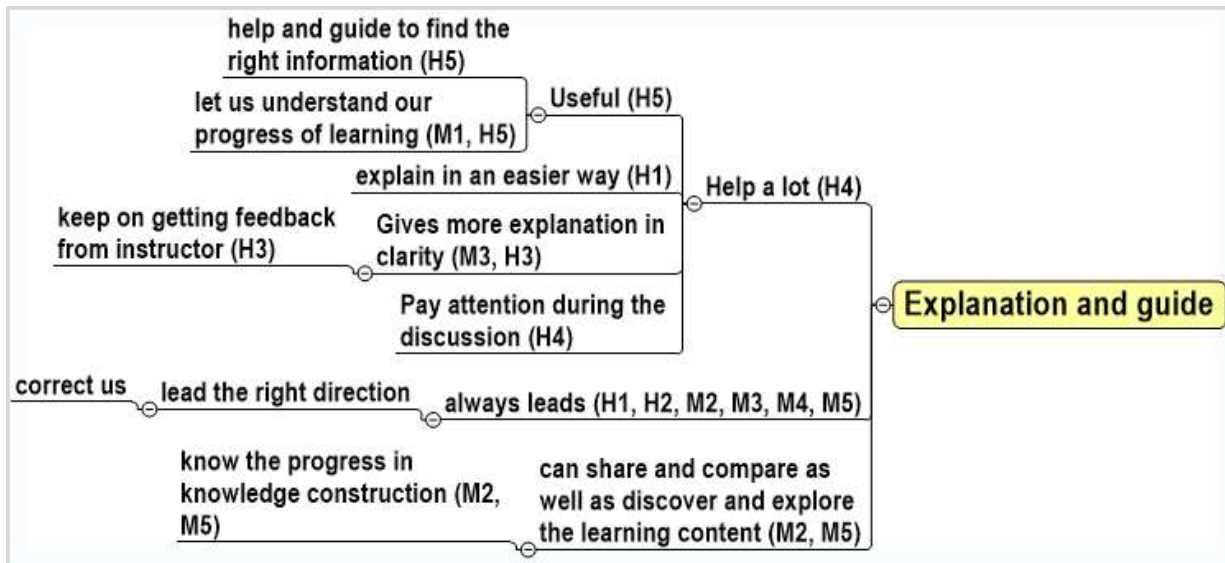 help and guide to find the
right information (H5)
let us understand our
progress of learning (M1, H5)
Useful (H5)
explain in an easier way (H1)
Help a lot (H4)
keep on getting feedback
from instructor (H3)
Gives more explanation in
clarity (M3, H3)
Pay attention during the
discussion (H4)
Explanation and guide
correct us
lead the right direction
always leads (H1, H2, M2, M3, M4, M5)
know the progress in
knowledge construction (M2,
M5)
can share and compare as
well as discover and explore
the learning content (M2, M5)